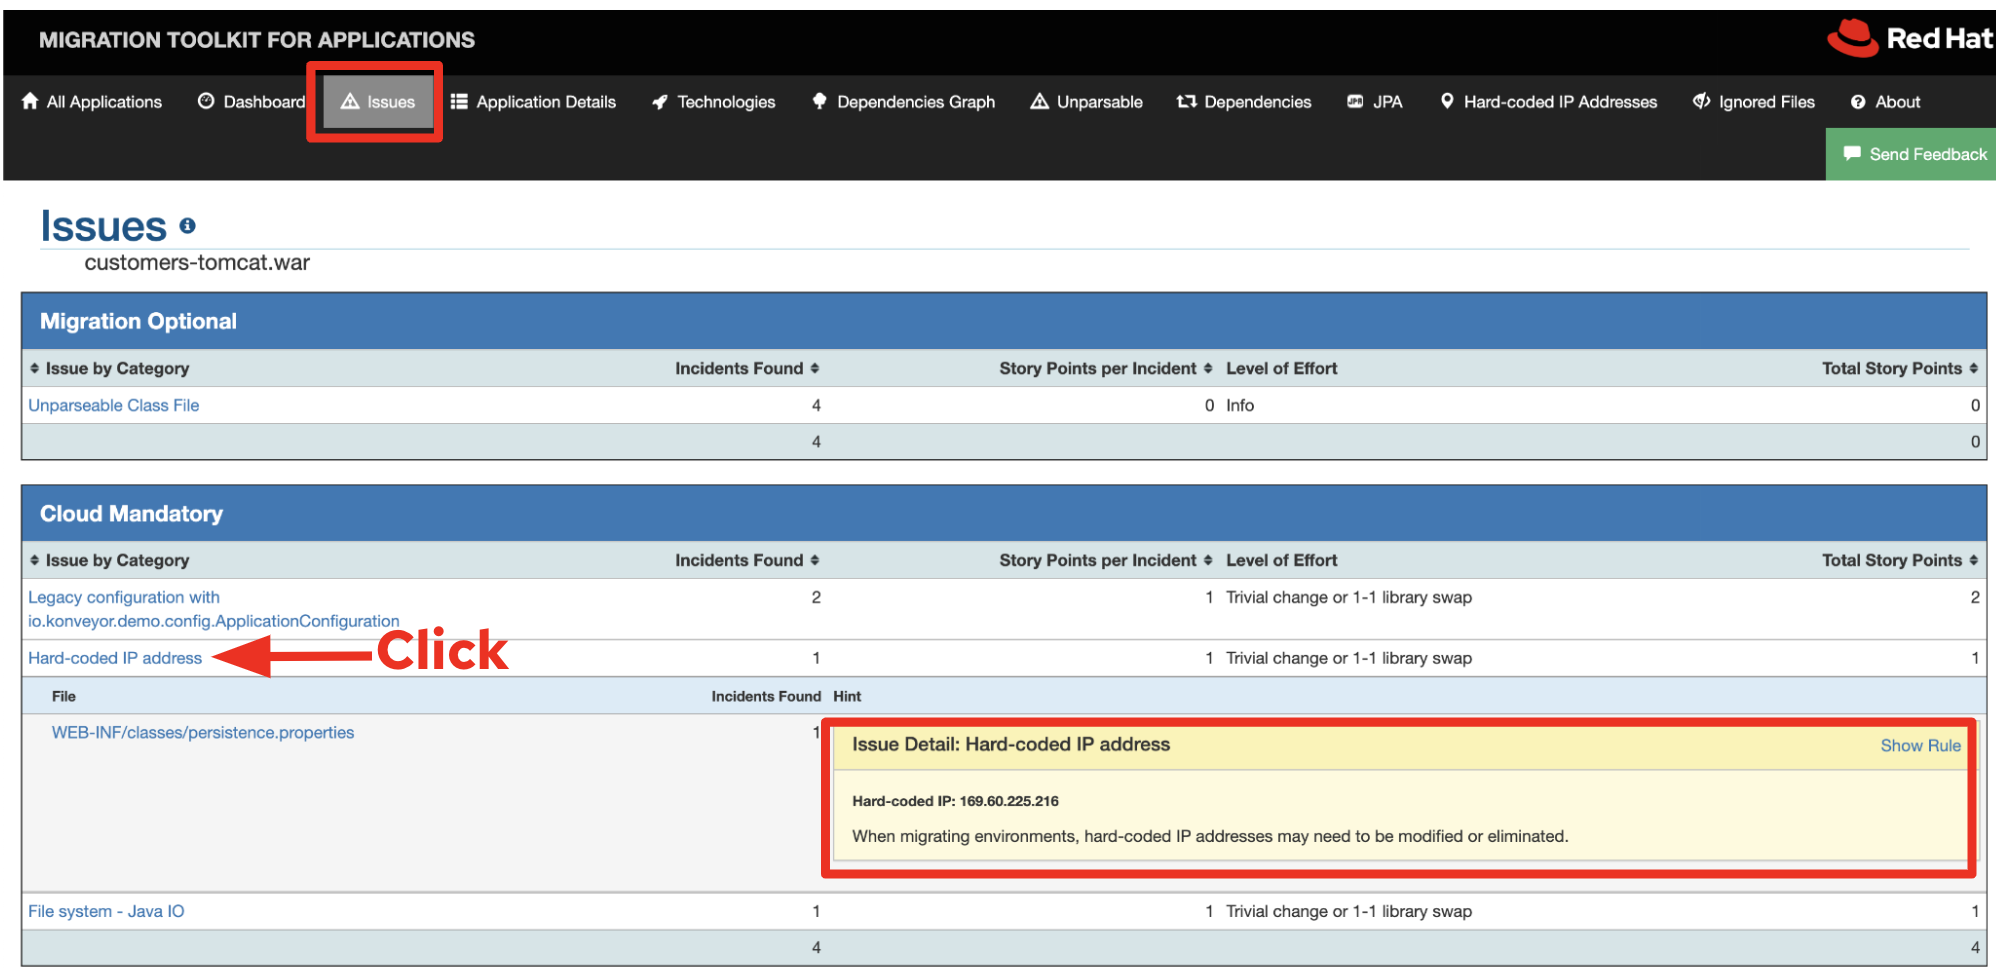 MIGRATION TOOLKIT FOR APPLICATIONS
Red Hat
All Applications Dashboard Issues Application Details Technologies Dependencies Graph Unparsable Dependencies JPA JPA Hard-coded IP Addresses Ignored Files About
Send Feedback
Issues
customers-tomcat.war
Migration Optional
Issue by Category Incidents Found Story Points per Incident Level of Effort Total Story Points
Unparseable Class File 4 0 Info 0
4 0
Cloud Mandatory
Issue by Category Incidents Found Story Points per Incident Level of Effort Total Story Points
Legacy configuration with 2 1 Trivial change or 1-1 library swap 2
io.konveyor.demo.config.ApplicationConfiguration
Hard-coded IP address Click 1 1 Trivial change or 1-1 library swap 1
File Incidents Found Hint
WEB-INF/classes/persistence.properties 1
Issue Detail: Hard-coded IP address Show Rule
Hard-coded IP: 169.60.225.216
When migrating environments, hard-coded IP addresses may need to be modified or eliminated.
File system - Java IO 1 1 Trivial change or 1-1 library swap 1
4 4